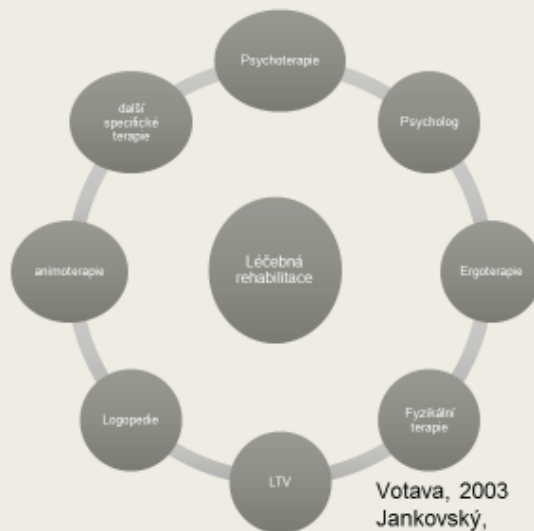 Psychoterapie
Psycholog
Ergoterapie
Fyzikální
terapie
LTV
Logopedie
animoterapie
další
specifické
terapie
Léčebná
rehabilitace
Votava, 2003
Jankovský,